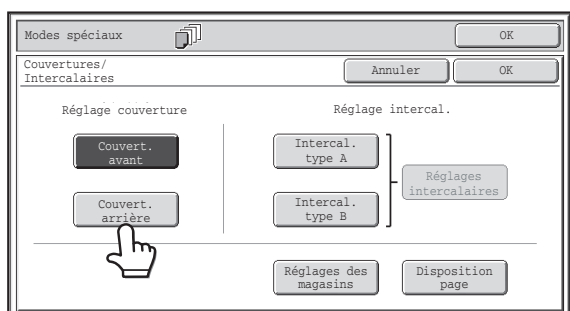 Modes spéciaux
OK
Couvertures/
Intercalaires
Annuler
OK
Réglage couverture
Réglage intercal.
Couvert.
avant
Intercal.
type A
Réglages
intercalaires
Couvert.
arrière
Intercal.
type B
Réglages des
magasins
Disposition
page